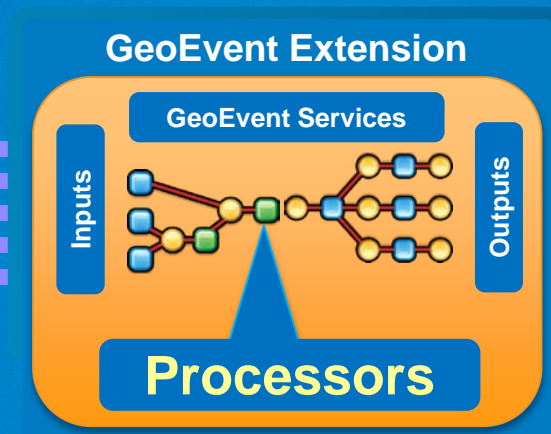 GeoEvent Extension
GeoEvent Services
Inputs
Outputs
Processors